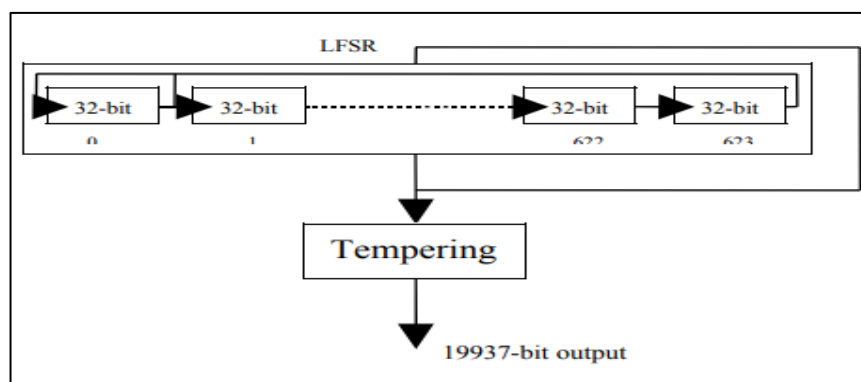 LFSR
32-bit 32-bit 32-bit 32-bit
0 1 622 623
Tempering
19937-bit output